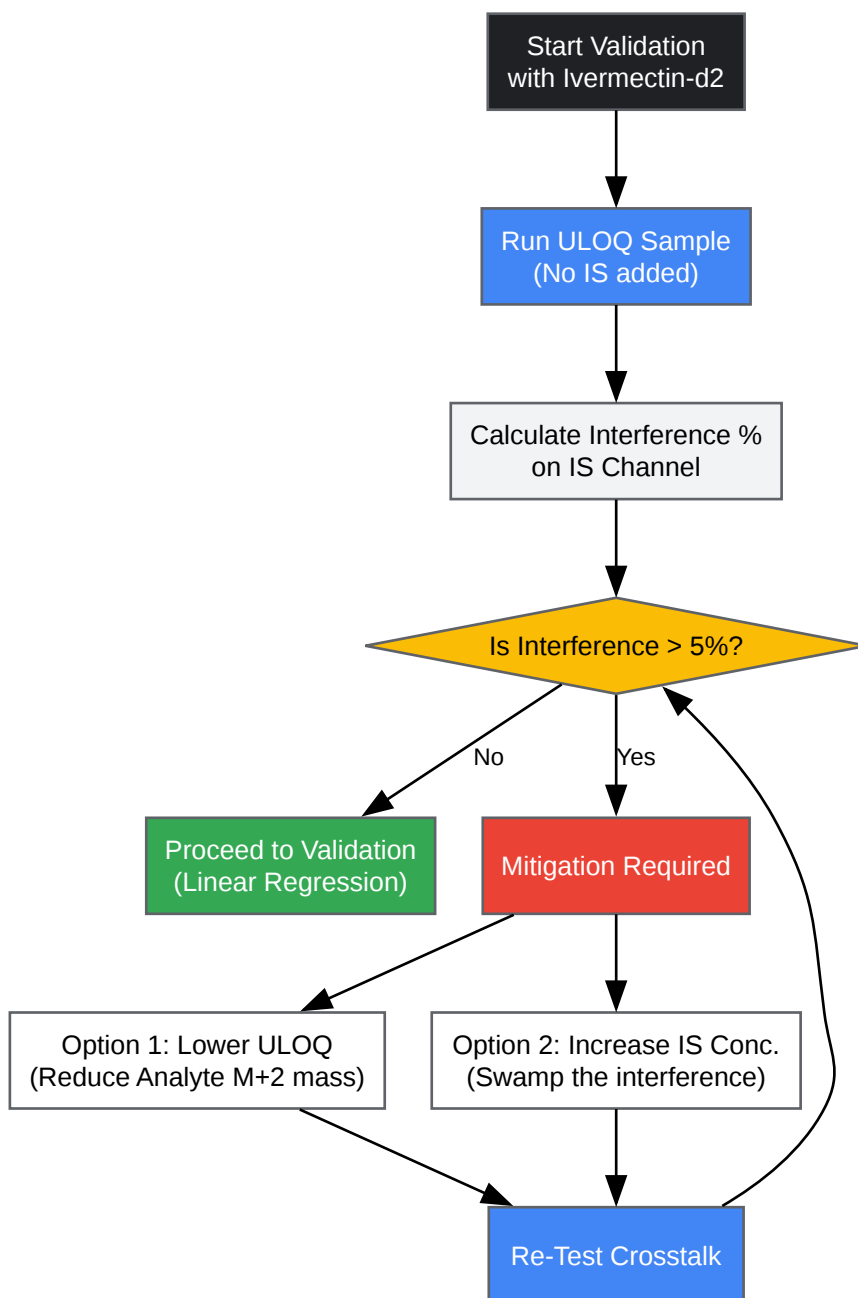 Start Validation
with Ivermectin-d2
Run ULOQ Sample
(No IS added)
Calculate Interference %
on IS Channel
Is Interference > 5%?
No
Yes
Proceed to Validation
(Linear Regression)
Mitigation Required
Option 1: Lower ULOQ
(Reduce Analyte M+2 mass)
Option 2: Increase IS Conc.
(Swamp the interference)
Re-Test Crosstalk